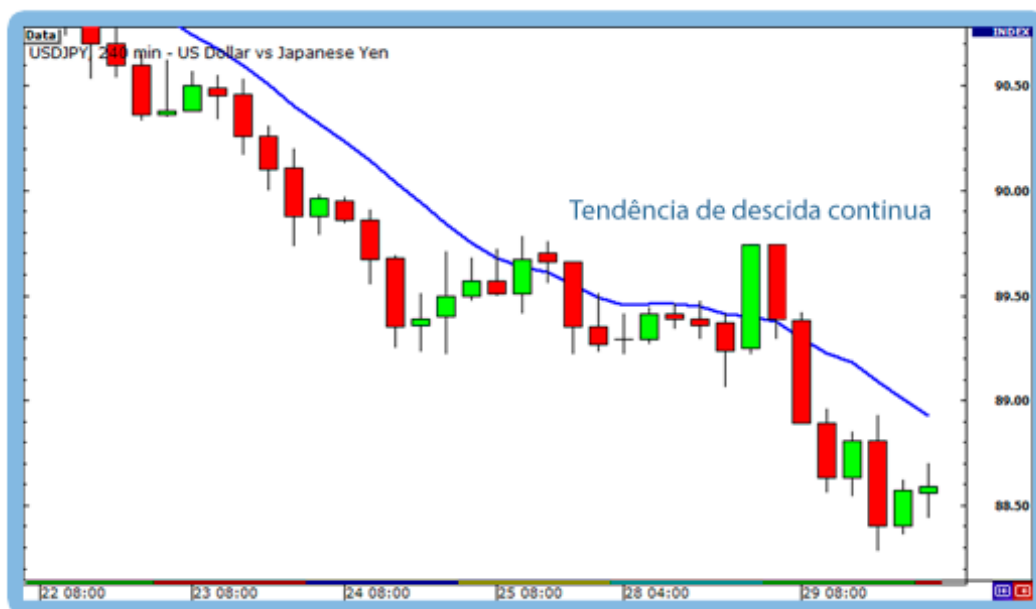 Data
INDEX
USDJPY, 240 min - US Dollar vs Japanese Yen
90.50
90.00
Tendência de descida continua
89.50
89.00
88.50
22 08:00 23 08:00 24 08:00 25 08:00 28 04:00 29 08:00